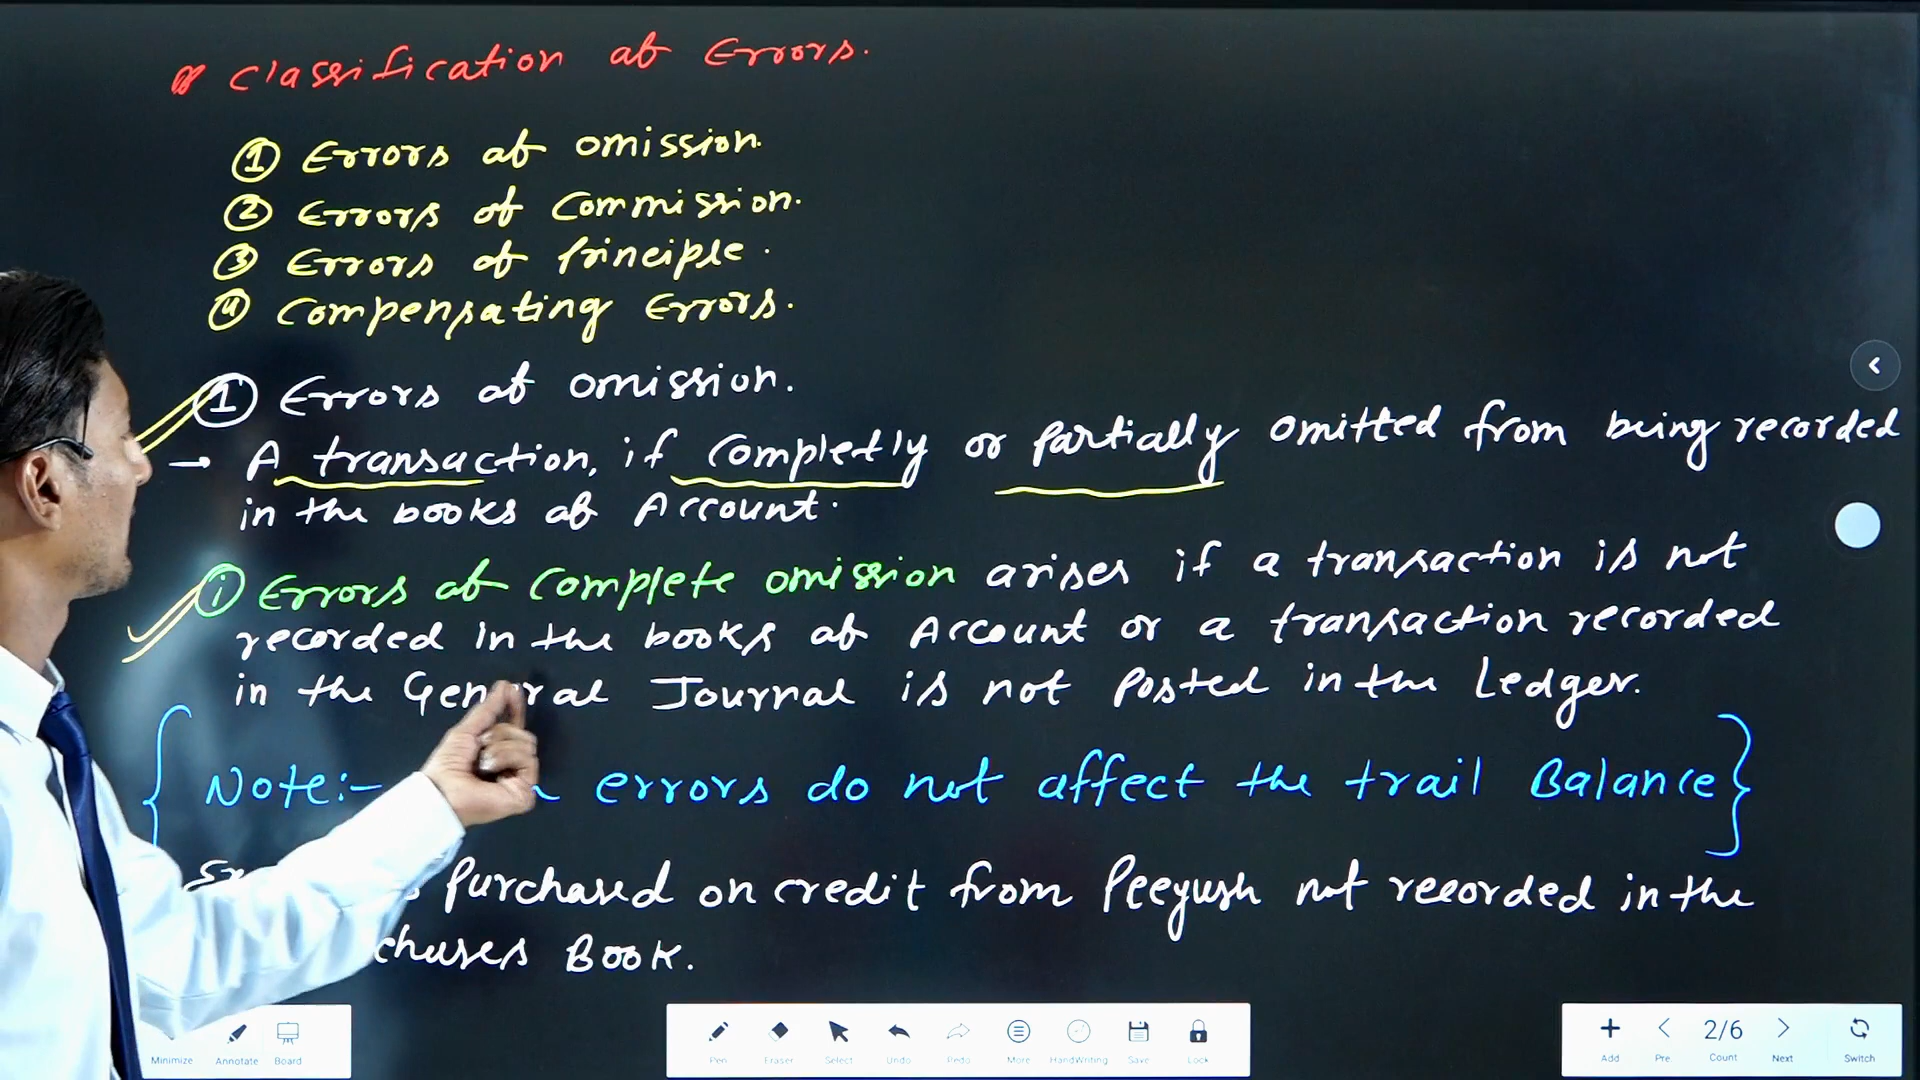 Classification of Errors.
① Errors of omission.
② Errors of Commission.
③ Errors of Principle.
④ Compensating Errors.
① Errors of omission.
→ A transaction, if Completly or Partially omitted from being recorded
in the books of Account.
ⓘ Errors of Complete omission arises if a transaction is not
recorded in the books of Account or a transaction recorded
in the General Journal is not Posted in the Ledger.
{ Note:- errors do not affect the trail Balance }
Purchased on credit from Peeyush not recorded in the
Book.
Minimize Annotate Board Pen Eraser Select Undo Redo More HandWriting Save Lock Add Pre 2/6 Count Next Switch